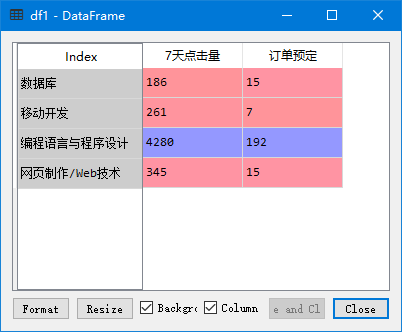 df1 - DataFrame
Index 7天点击量 订单预定
数据库 186 15
移动开发 261 7
编程语言与程序设计 4280 192
网页制作/Web技术 345 15
Format Resize Backgrc Column e and Cl Close